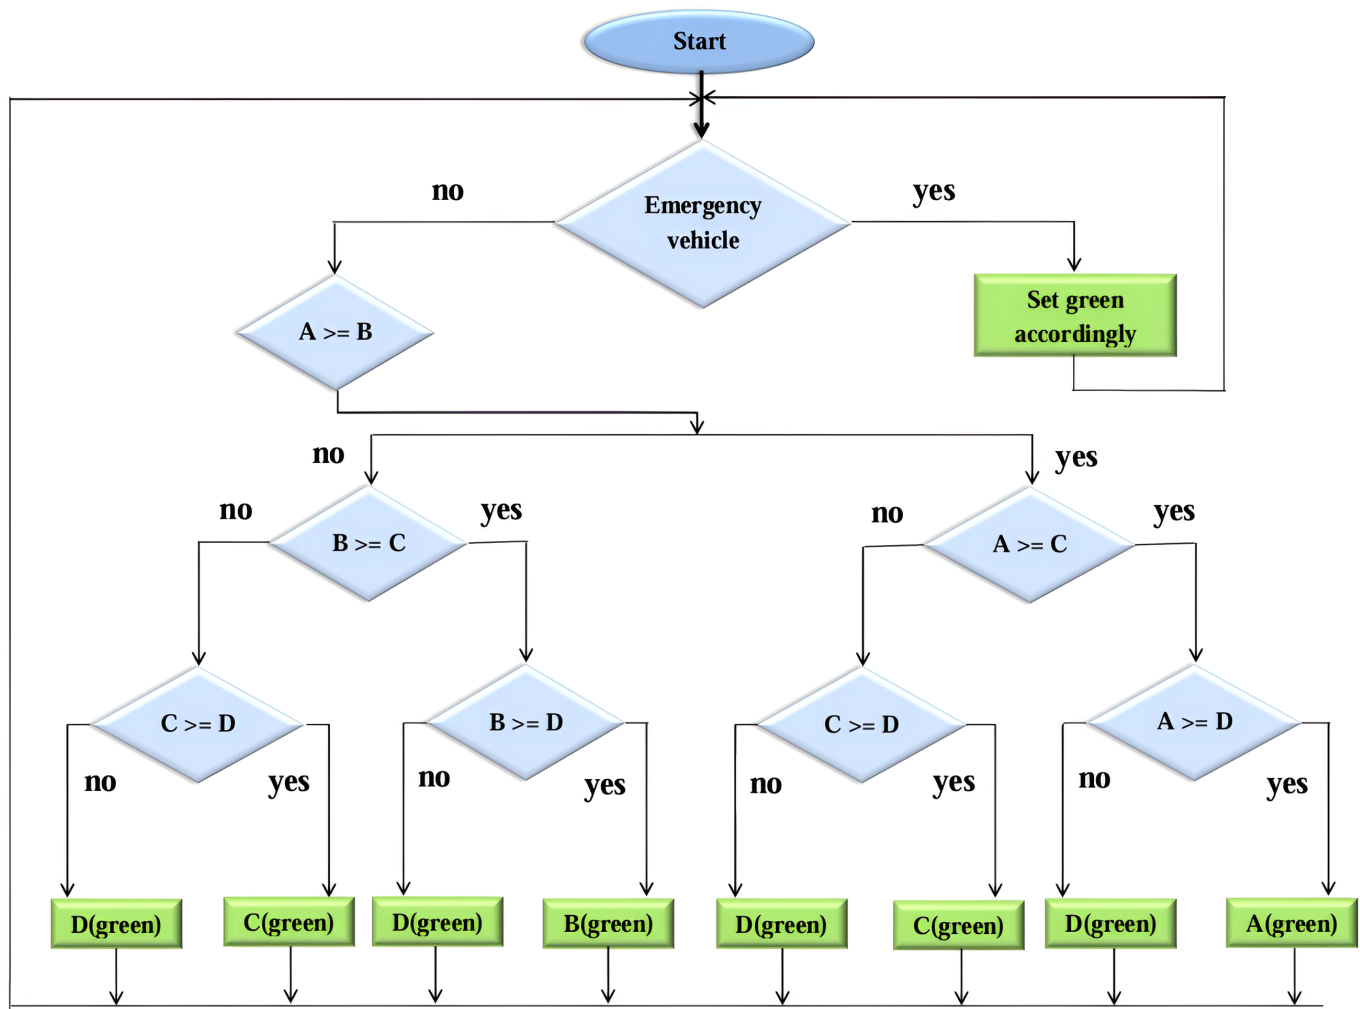 Start
no
yes
Emergency
vehicle
Set green
accordingly
A >= B
no
yes
no
yes
no
yes
B >= C
A >= C
C >= D
B >= D
C >= D
A >= D
no
yes
no
yes
no
yes
no
yes
D(green)
C(green)
D(green)
B(green)
D(green)
C(green)
D(green)
A(green)